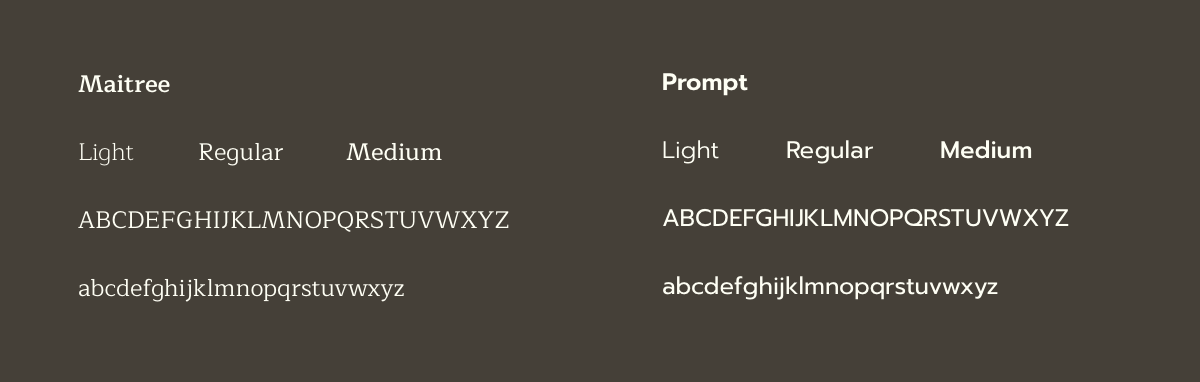 Maitree
Light Regular Medium
ABCDEFGHIJKLMNOPQRSTUVWXYZ
abcdefghijklmnopqrstuvwxyz
Prompt
Light Regular Medium
ABCDEFGHIJKLMNOPQRSTUVWXYZ
abcdefghijklmnopqrstuvwxyz